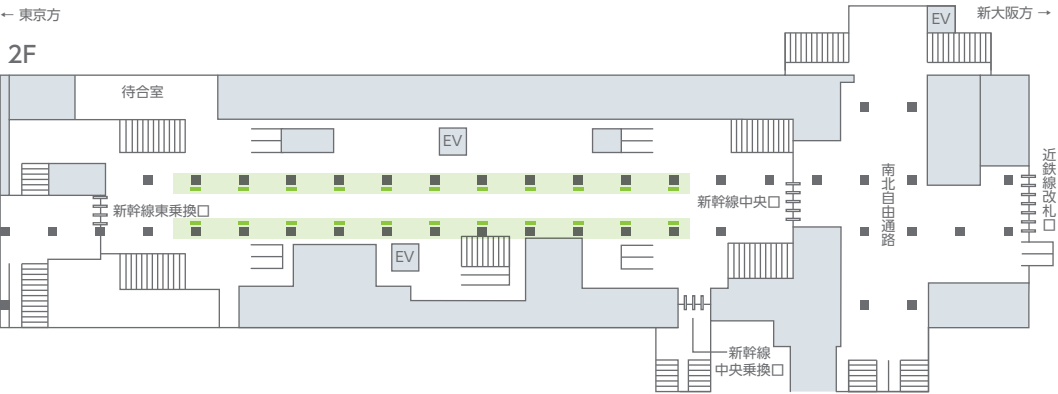 ← 東京方
新大阪方 →
2F
EV
待合室
EV
近鉄線改札口
南北自由通路
新幹線中央口
新幹線東乗換口
EV
新幹線
中央乗換口